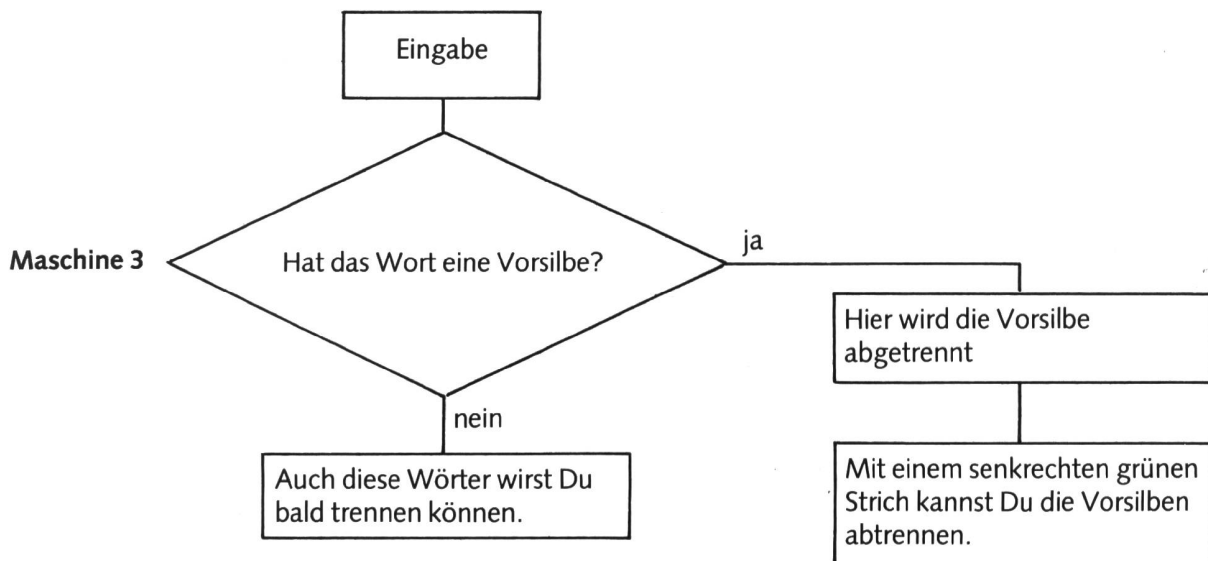 Eingabe
Maschine 3
Hat das Wort eine Vorsilbe?
ja
Hier wird die Vorsilbe
abgetrennt
nein
Auch diese Wörter wirst Du
bald trennen können.
Mit einem senkrechten grünen
Strich kannst Du die Vorsilben
abtrennen.